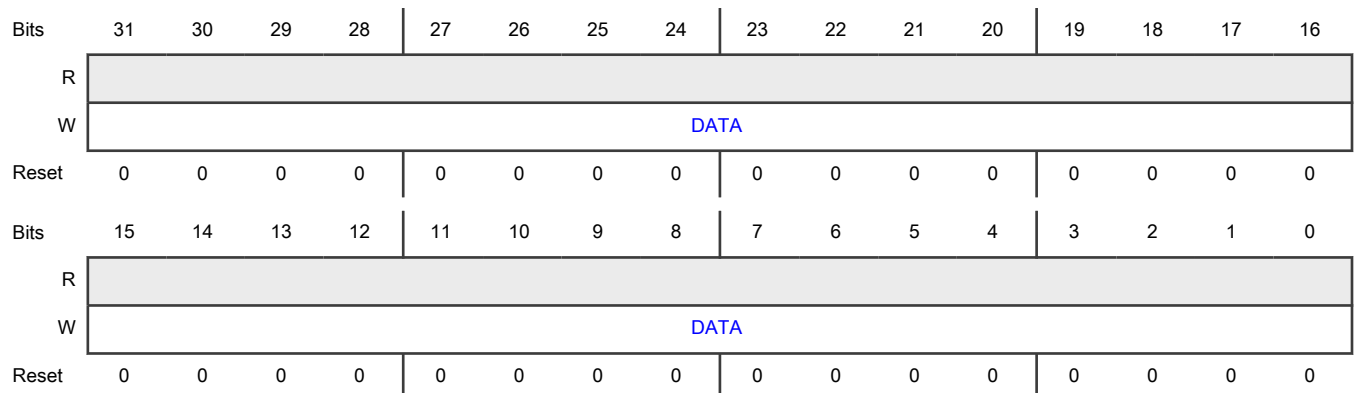 Bits 31 30 29 28 27 26 25 24 23 22 21 20 19 18 17 16
R
W DATA
Reset 0 0 0 0 0 0 0 0 0 0 0 0 0 0 0 0
Bits 15 14 13 12 11 10 9 8 7 6 5 4 3 2 1 0
R
W DATA
Reset 0 0 0 0 0 0 0 0 0 0 0 0 0 0 0 0